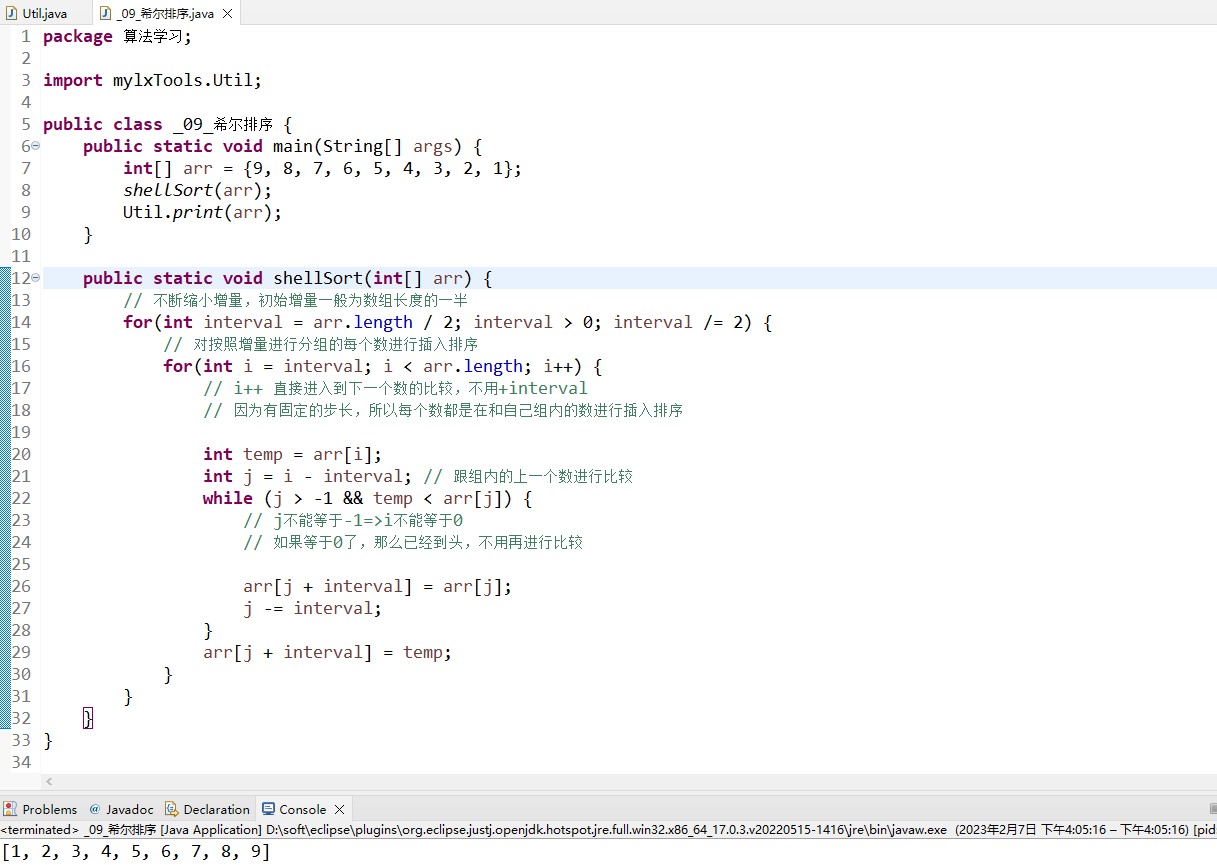 Util.java _09_希尔排序.java
1 package 算法学习;
2
3 import mylxTools.Util;
4
5 public class _09_希尔排序 {
6 public static void main(String[] args) {
7 int[] arr = {9, 8, 7, 6, 5, 4, 3, 2, 1};
8 shellSort(arr);
9 Util.print(arr);
10 }
11
12 public static void shellSort(int[] arr) {
13 // 不断缩小增量，初始增量一般为数组长度的一半
14 for(int interval = arr.length / 2; interval > 0; interval /= 2) {
15 // 对按照增量进行分组的每个数进行插入排序
16 for(int i = interval; i < arr.length; i++) {
17 // i++ 直接进入到下一个数的比较，不用+interval
18 // 因为有固定的步长，所以每个数都是在和自己组内的数进行插入排序
19
20 int temp = arr[i];
21 int j = i - interval; // 跟组内的上一个数进行比较
22 while (j > -1 && temp < arr[j]) {
23 // j不能等于-1=>i不能等于0
24 // 如果等于0了，那么已经到头，不用再进行比较
25
26 arr[j + interval] = arr[j];
27 j -= interval;
28 }
29 arr[j + interval] = temp;
30 }
31 }
32 }
33 }
34
Problems @ Javadoc Declaration Console
<terminated> _09_希尔排序 [Java Application] D:\soft\eclipse\plugins\org.eclipse.justj.openjdk.hotspot.jre.full.win32.x86_64_17.0.3.v20220515-1416\jre\bin\javaw.exe (2023年2月7日 下午4:05:16 – 下午4:05:16) [pid
[1, 2, 3, 4, 5, 6, 7, 8, 9]